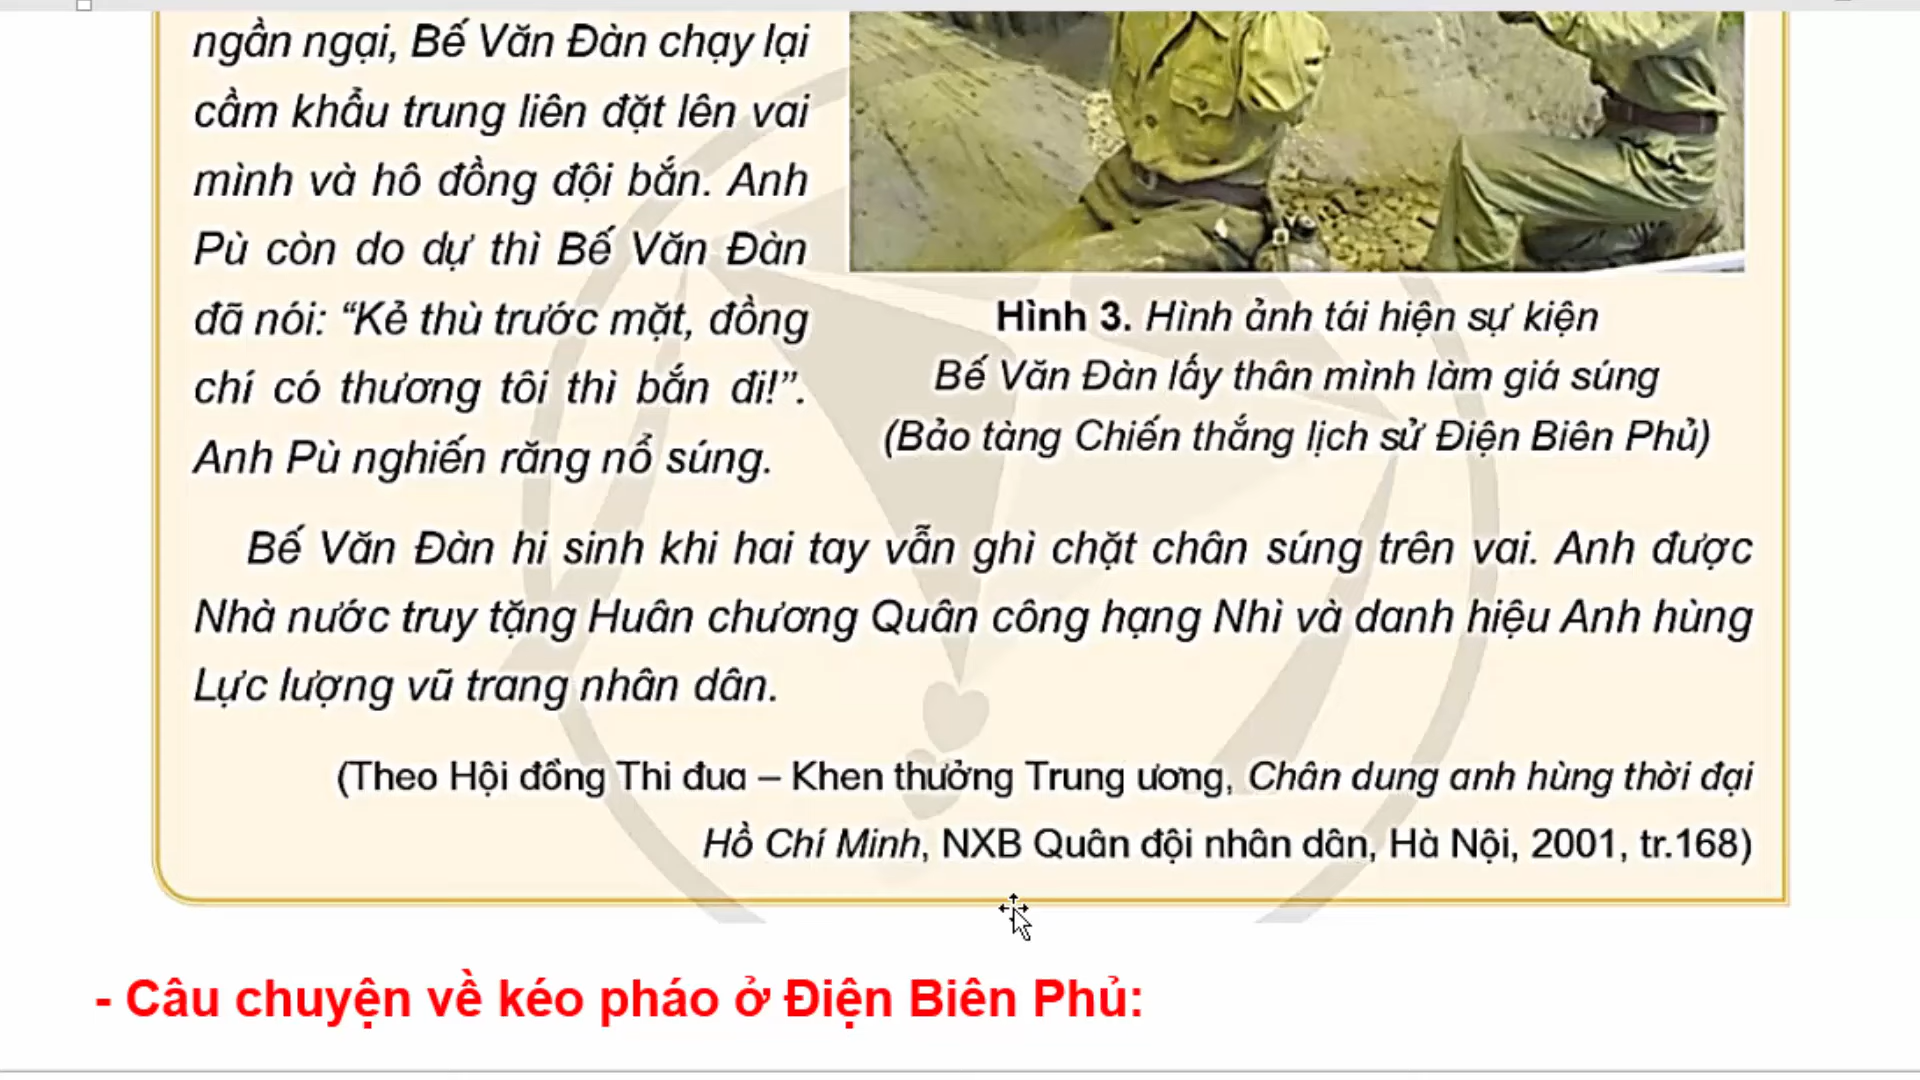 ngần ngại, Bế Văn Đàn chạy lại
cầm khẩu trung liên đặt lên vai
mình và hô đồng đội bắn. Anh
Pù còn do dự thì Bế Văn Đàn
đã nói: “Kẻ thù trước mặt, đồng
chí có thương tôi thì bắn đi!”.
Anh Pù nghiến răng nổ súng.
Hình 3. Hình ảnh tái hiện sự kiện
Bế Văn Đàn lấy thân mình làm giá súng
(Bảo tàng Chiến thắng lịch sử Điện Biên Phủ)
Bế Văn Đàn hi sinh khi hai tay vẫn ghì chặt chân súng trên vai. Anh được
Nhà nước truy tặng Huân chương Quân công hạng Nhì và danh hiệu Anh hùng
Lực lượng vũ trang nhân dân.
(Theo Hội đồng Thi đua – Khen thưởng Trung ương, Chân dung anh hùng thời đại
Hồ Chí Minh, NXB Quân đội nhân dân, Hà Nội, 2001, tr.168)
- Câu chuyện về kéo pháo ở Điện Biên Phủ: